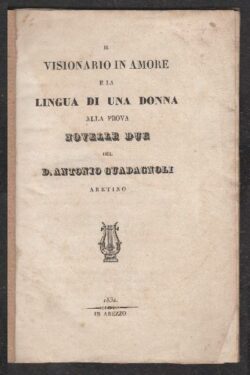 IL
VISIONARIO IN AMORE
E LA
LINGUA DI UNA DONNA
ALLA PROVA
NOVELLE DUE
DEL
D. ANTONIO GUADAGNOLI
ARETINO
IN AREZZO